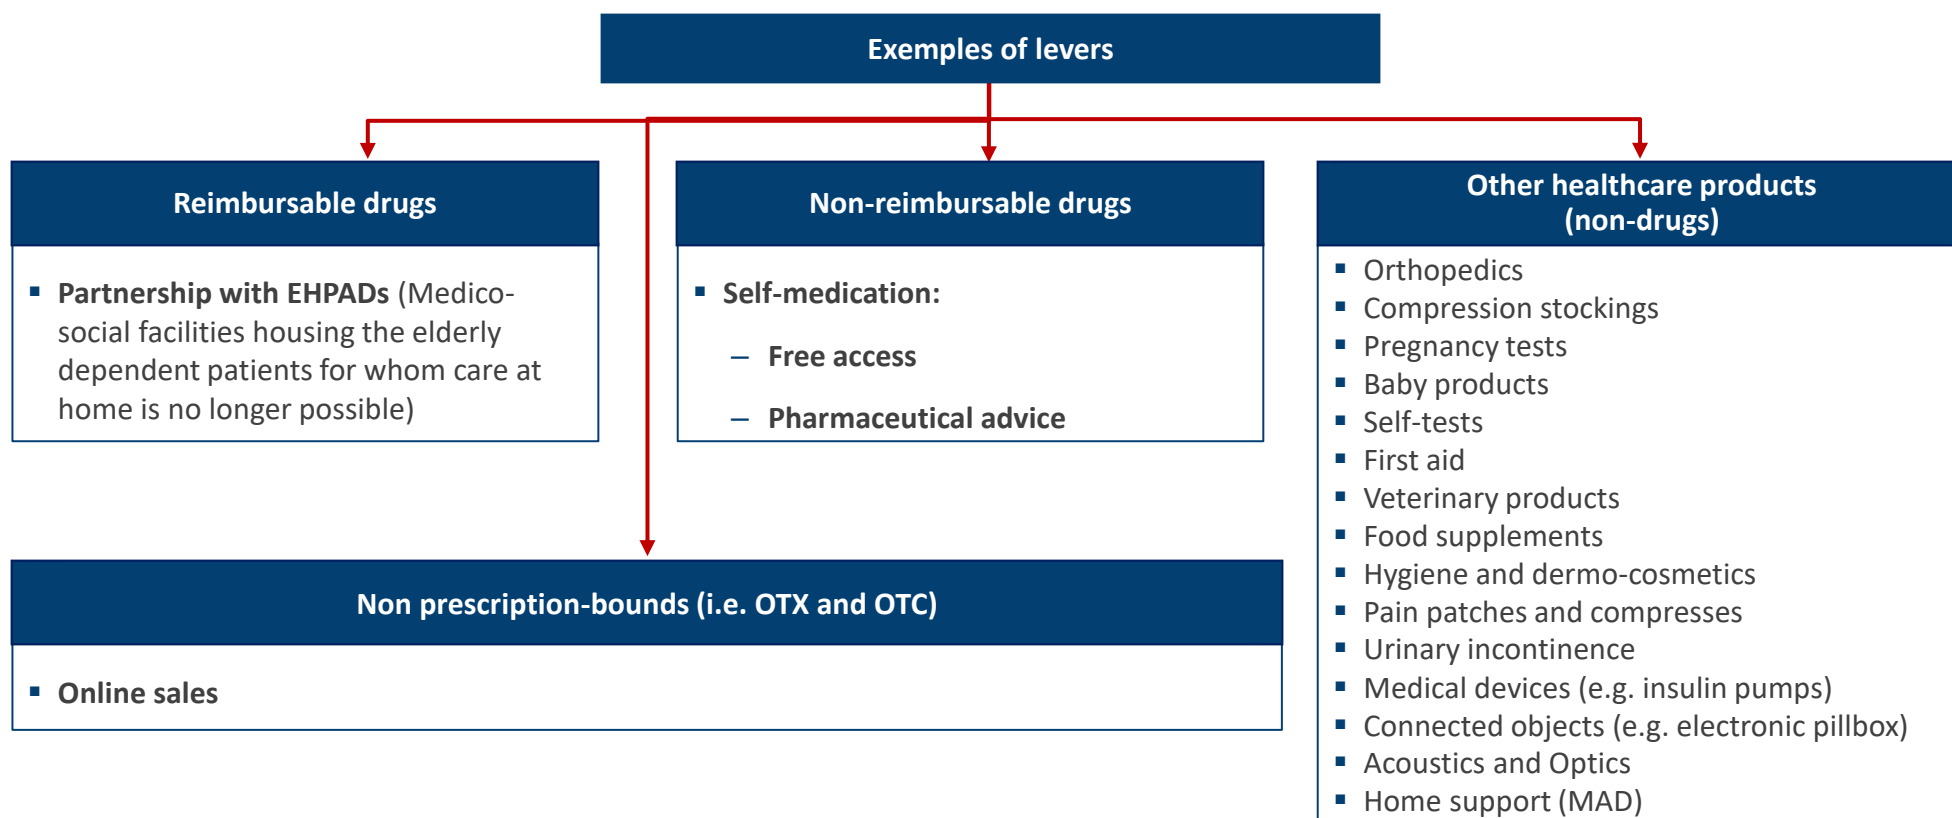 Exemples of levers
Reimbursable drugs
▪ Partnership with EHPADs (Medico-
social facilities housing the elderly
dependent patients for whom care at
home is no longer possible)
Non-reimbursable drugs
▪ Self-medication:
– Free access
– Pharmaceutical advice
Non prescription-bounds (i.e. OTX and OTC)
▪ Online sales
Other healthcare products
(non-drugs)
▪ Orthopedics
▪ Compression stockings
▪ Pregnancy tests
▪ Baby products
▪ Self-tests
▪ First aid
▪ Veterinary products
▪ Food supplements
▪ Hygiene and dermo-cosmetics
▪ Pain patches and compresses
▪ Urinary incontinence
▪ Medical devices (e.g. insulin pumps)
▪ Connected objects (e.g. electronic pillbox)
▪ Acoustics and Optics
▪ Home support (MAD)